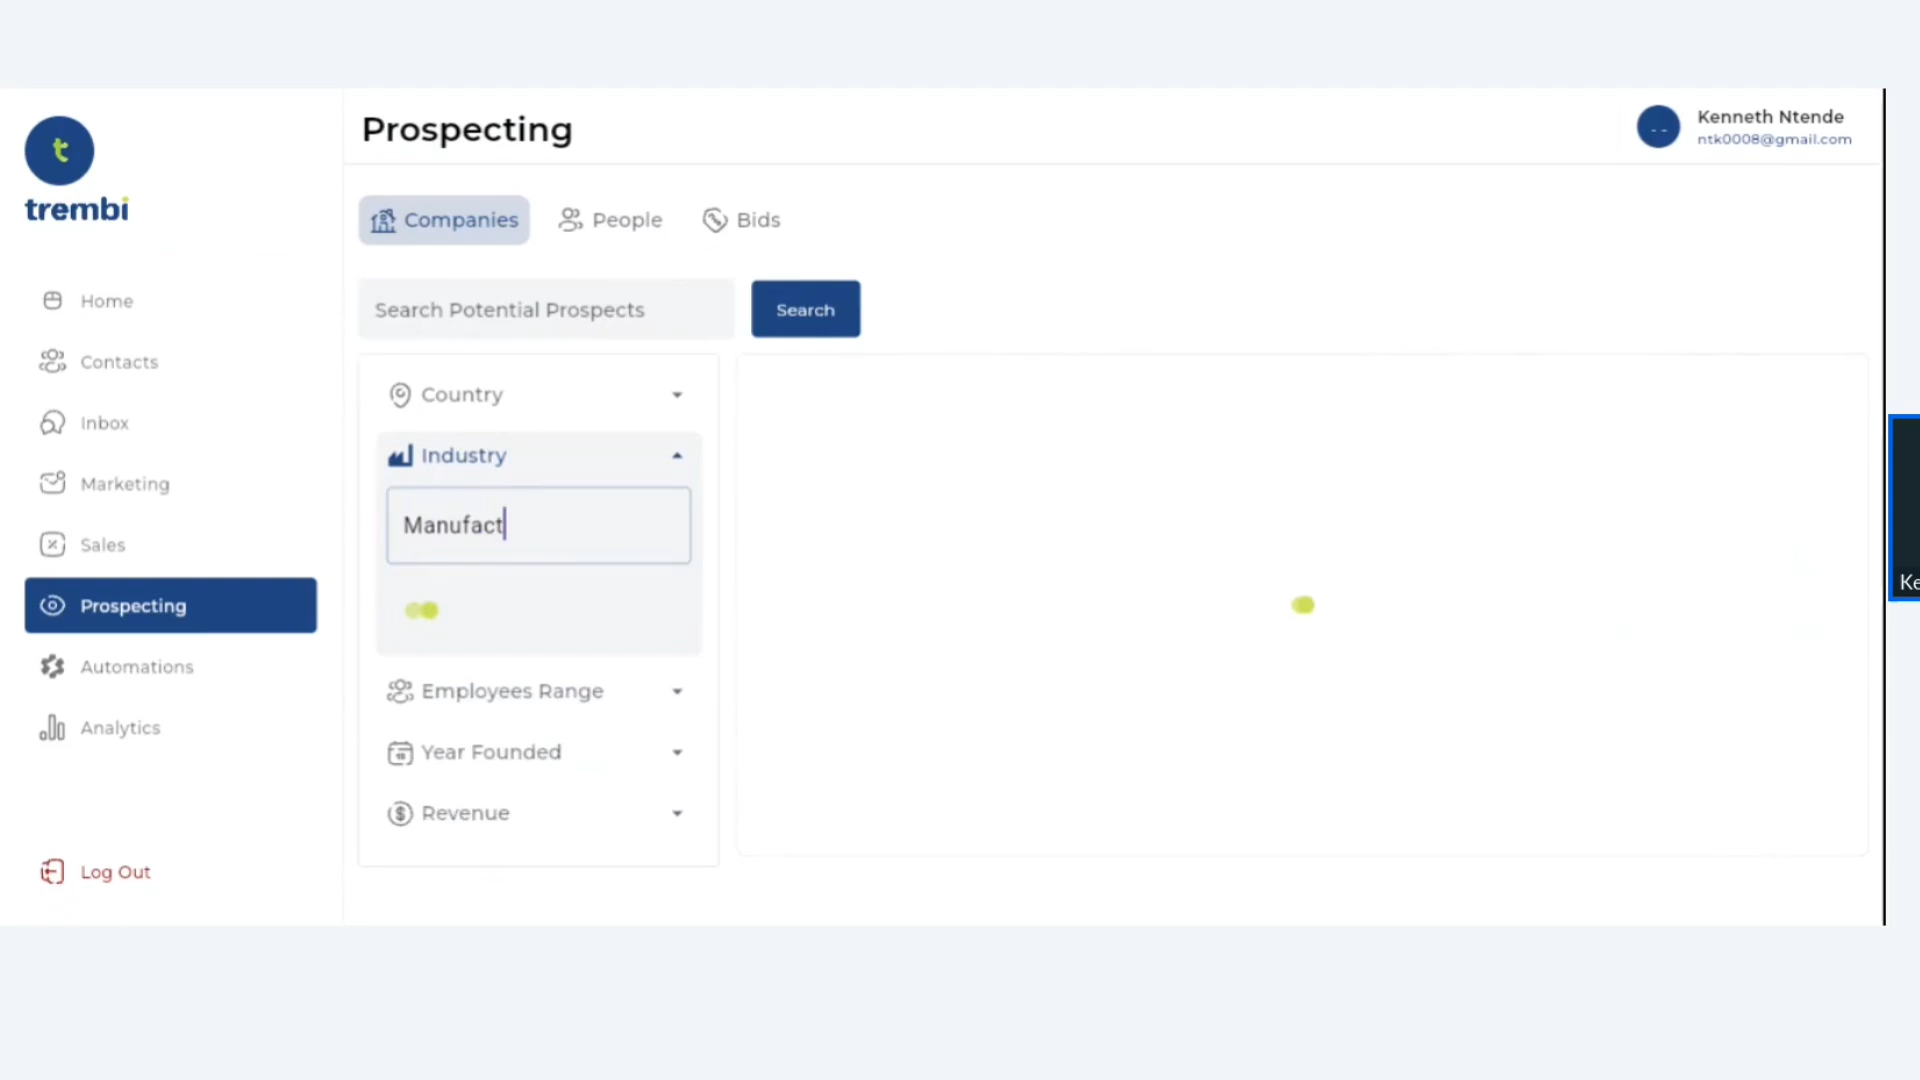 trembi
Home
Contacts
Inbox
Marketing
Sales
Prospecting
Automations
Analytics
Log Out
Prospecting
Kenneth Ntende
ntk0008@gmail.com
Companies
People
Bids
Search Potential Prospects
Search
Country
Industry
Manufact
Employees Range
Year Founded
Revenue
Ke